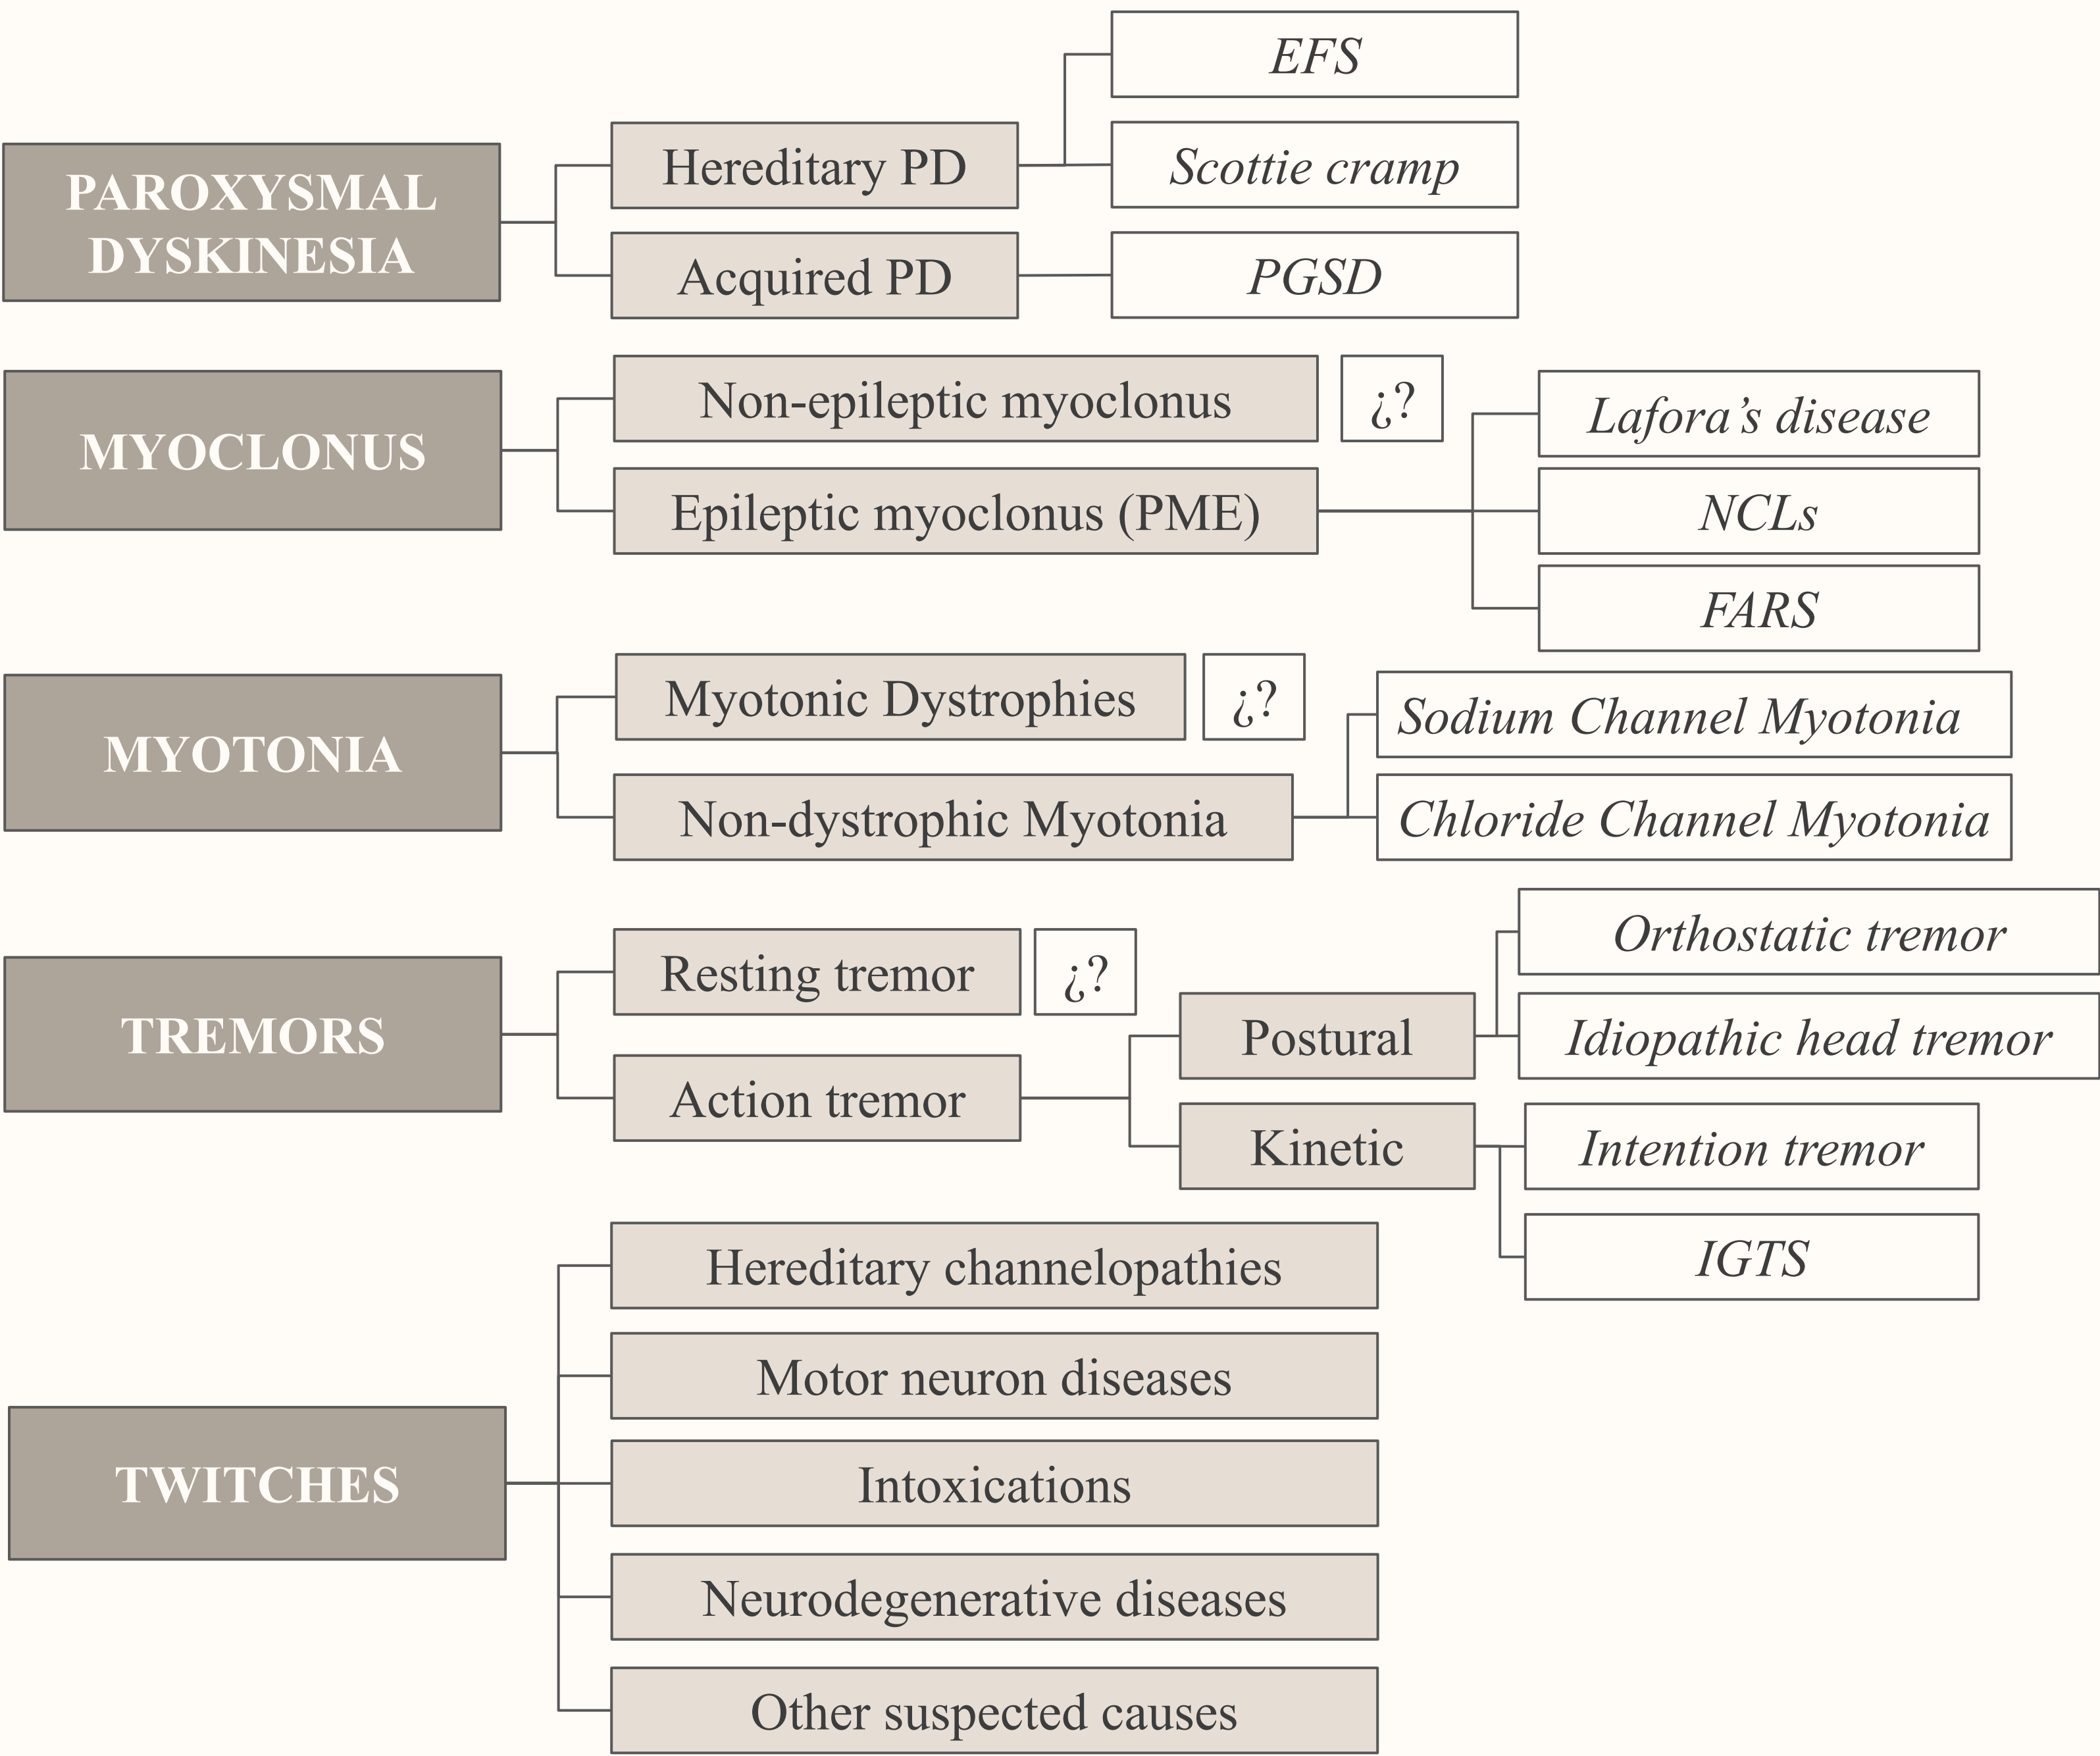 PAROXYSMAL
DYSKINESIA
Hereditary PD
EFS
Scottie cramp
Acquired PD
PGSD
MYOCLONUS
Non-epileptic myoclonus
¿?
Epileptic myoclonus (PME)
Lafora’s disease
NCLs
FARS
MYOTONIA
Myotonic Dystrophies
¿?
Non-dystrophic Myotonia
Sodium Channel Myotonia
Chloride Channel Myotonia
TREMORS
Resting tremor
¿?
Action tremor
Postural
Orthostatic tremor
Idiopathic head tremor
Kinetic
Intention tremor
IGTS
TWITCHES
Hereditary channelopathies
Motor neuron diseases
Intoxications
Neurodegenerative diseases
Other suspected causes